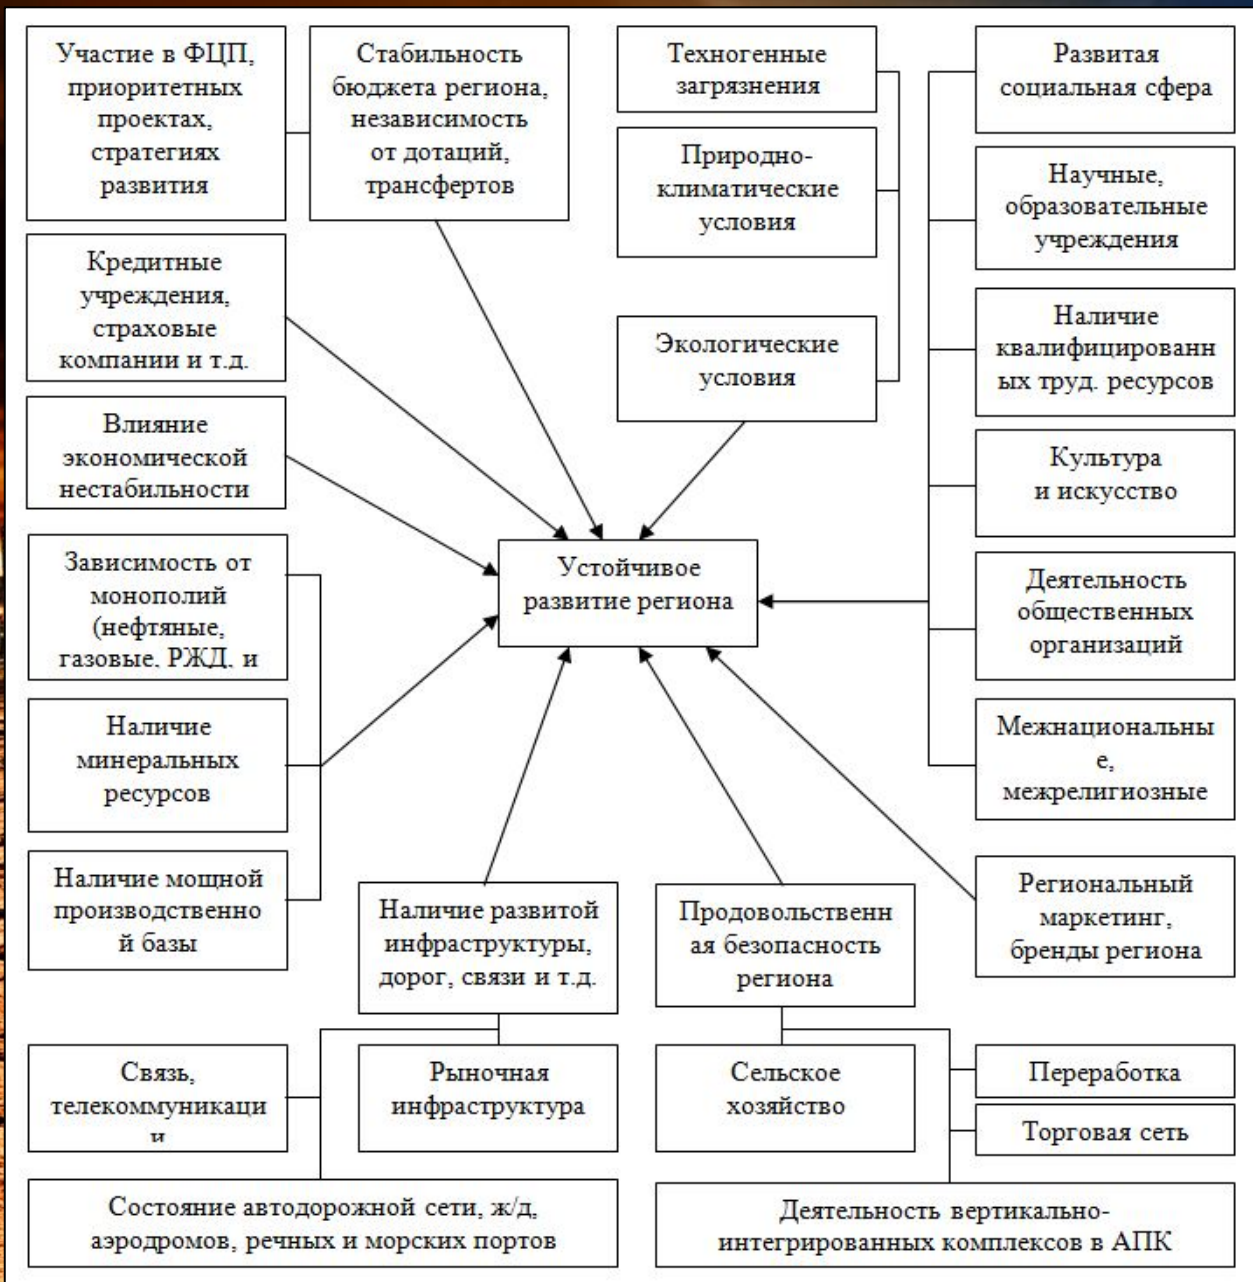 Участие в ФЦП,
приоритетных
проектах,
стратегиях
развития
Стабильность
бюджета региона,
независимость
от дотаций,
трансфертов
Техногенные
загрязнения
Развитая
социальная сфера
Природно-
климатические
условия
Научные,
образовательные
учреждения
Кредитные
учреждения,
страховые
компании и т.д.
Экологические
условия
Наличие
квалифицированн
ых труд. ресурсов
Влияние
экономической
нестабильности
Культура
и искусство
Зависимость от
монополий
(нефтяные,
газовые, РЖД, и
Устойчивое
развитие региона
Деятельность
общественных
организаций
Наличие
минеральных
ресурсов
Межнациональны
е,
межрелигиозные
Наличие мощной
производственно
й базы
Наличие развитой
инфраструктуры,
дорог, связи и т.д.
Продовольственн
ая безопасность
региона
Региональный
маркетинг,
бренды региона
Связь,
телекоммуникаци
и
Рыночная
инфраструктура
Сельское
хозяйство
Переработка
Торговая сеть
Состояние автодорожной сети, ж/д,
аэродромов, речных и морских портов
Деятельность вертикально-
интегрированных комплексов в АПК